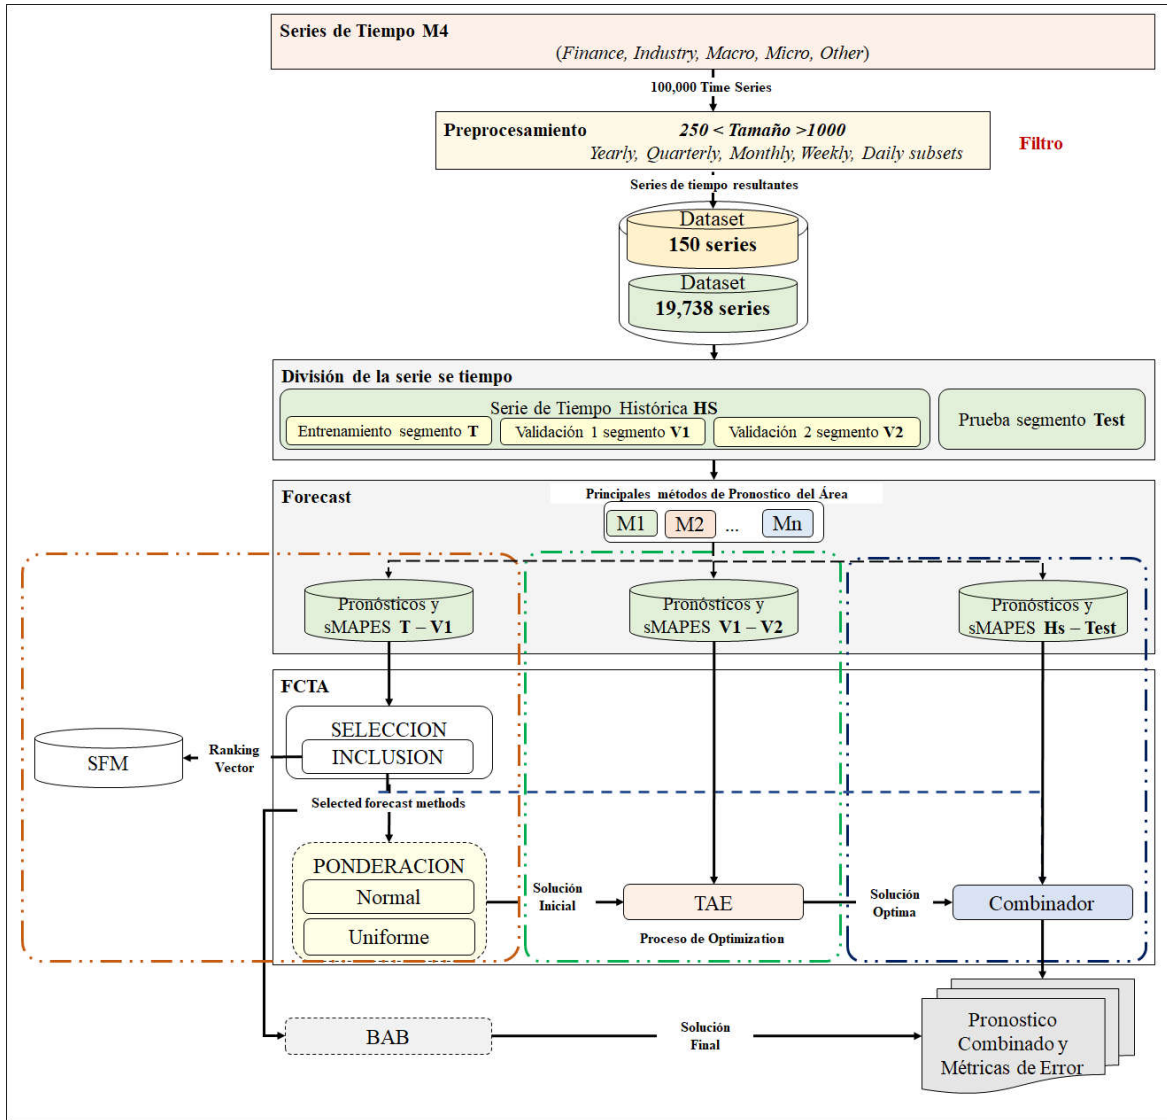 Series de Tiempo M4
(Finance, Industry, Macro, Micro, Other)
100,000 Time Series
Preprocesamiento 250 < Tamaño >1000
Yearly, Quarterly, Monthly, Weekly, Daily subsets
Filtro
Series de tiempo resultantes
Dataset
150 series
Dataset
19,738 series
División de la serie se tiempo
Serie de Tiempo Histórica HS
Entrenamiento segmento T
Validación 1 segmento V1
Validación 2 segmento V2
Prueba segmento Test
Forecast
Principales métodos de Pronostico del Área
M1 M2 ... Mn
Pronósticos y
sMAPES T – V1
Pronósticos y
sMAPES V1 – V2
Pronósticos y
sMAPES Hs – Test
FCTA
SELECCION
INCLUSION
Ranking
Vector
SFM
Selected forecast methods
PONDERACION
Normal
Uniforme
Solución
Inicial
TAE
Proceso de Optimization
Solución
Optima
Combinador
BAB
Solución
Final
Pronostico
Combinado y
Métricas de Error